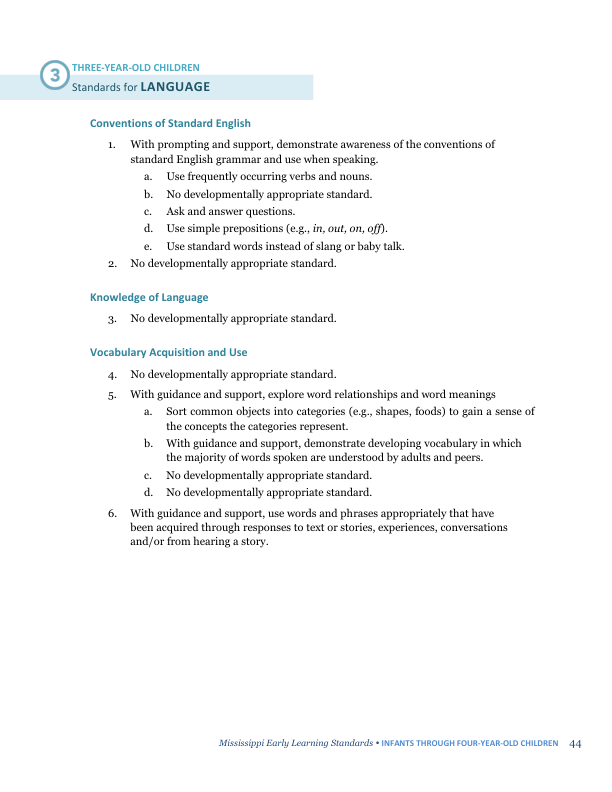 3
THREE-YEAR-OLD CHILDREN
Standards for LANGUAGE
Conventions of Standard English
1. With prompting and support, demonstrate awareness of the conventions of
standard English grammar and use when speaking.
a. Use frequently occurring verbs and nouns.
b. No developmentally appropriate standard.
c. Ask and answer questions.
d. Use simple prepositions (e.g., in, out, on, off).
e. Use standard words instead of slang or baby talk.
2. No developmentally appropriate standard.
Knowledge of Language
3. No developmentally appropriate standard.
Vocabulary Acquisition and Use
4. No developmentally appropriate standard.
5. With guidance and support, explore word relationships and word meanings
a. Sort common objects into categories (e.g., shapes, foods) to gain a sense of
the concepts the categories represent.
b. With guidance and support, demonstrate developing vocabulary in which
the majority of words spoken are understood by adults and peers.
c. No developmentally appropriate standard.
d. No developmentally appropriate standard.
6. With guidance and support, use words and phrases appropriately that have
been acquired through responses to text or stories, experiences, conversations
and/or from hearing a story.
Mississippi Early Learning Standards • INFANTS THROUGH FOUR-YEAR-OLD CHILDREN 44